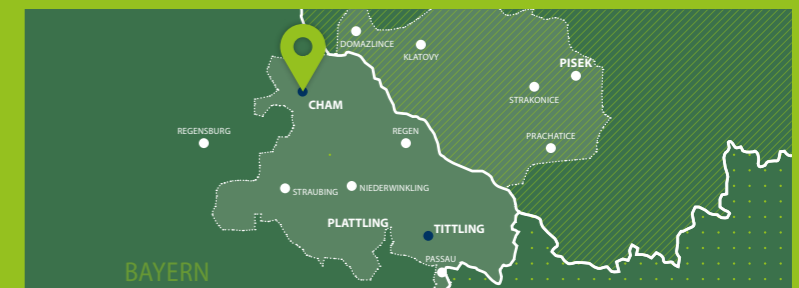 DOMAZLINCE
KLATOVY
PISEK
STRAKONICE
CHAM
REGENSBURG
REGEN
PRACHATICE
STRAUBING
NIEDERWINKLING
PLATTLING
TITTLING
PASSAU
BAYERN